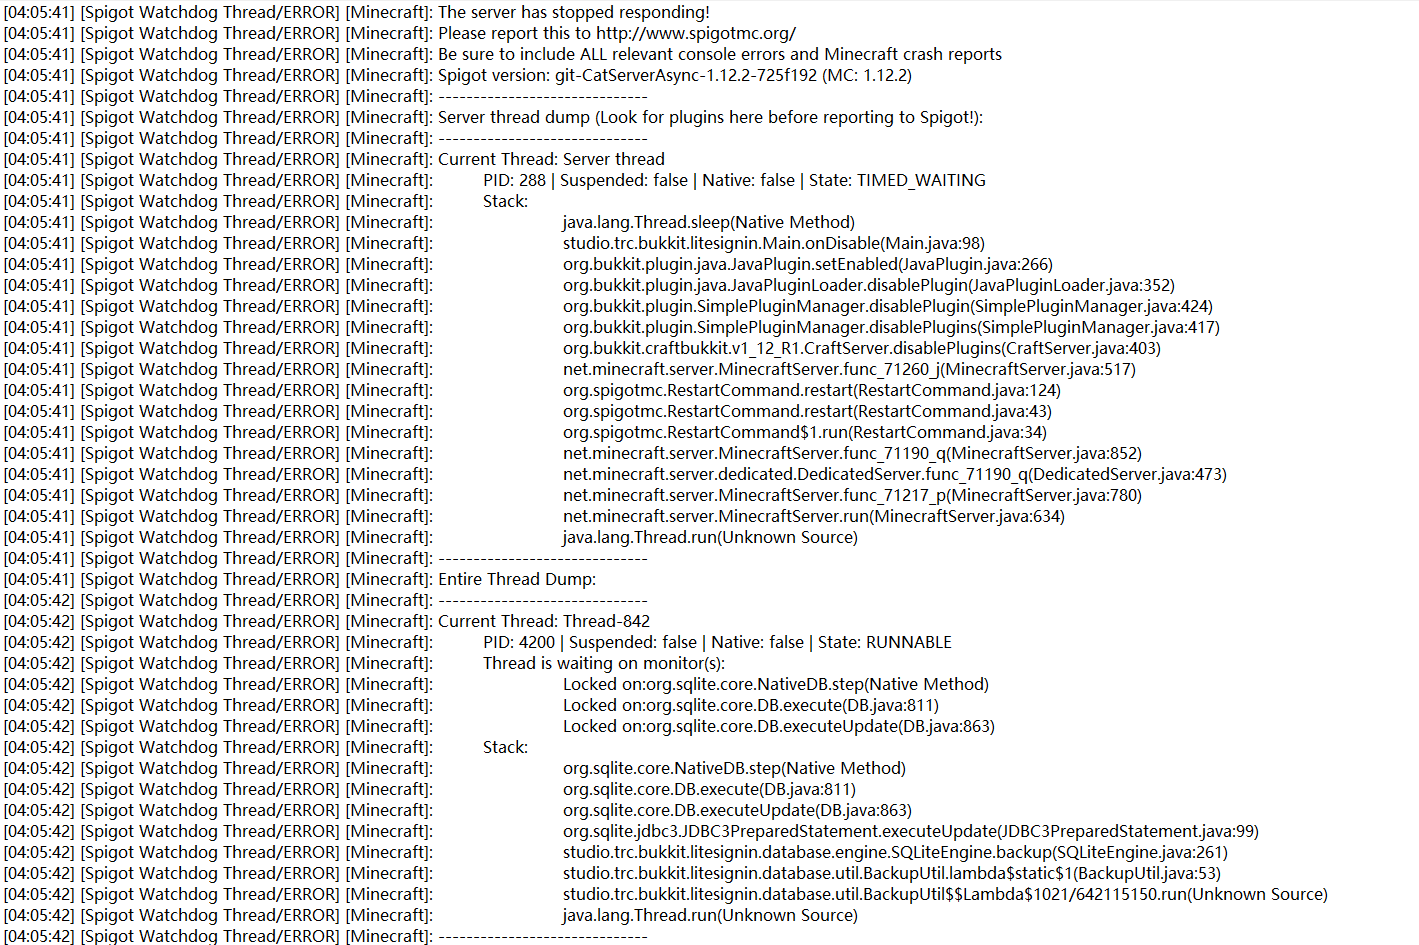 [04:05:41] [Spigot Watchdog Thread/ERROR] [Minecraft]: The server has stopped responding!
[04:05:41] [Spigot Watchdog Thread/ERROR] [Minecraft]: Please report this to http://www.spigotmc.org/
[04:05:41] [Spigot Watchdog Thread/ERROR] [Minecraft]: Be sure to include ALL relevant console errors and Minecraft crash reports
[04:05:41] [Spigot Watchdog Thread/ERROR] [Minecraft]: Spigot version: git-CatServerAsync-1.12.2-725f192 (MC: 1.12.2)
[04:05:41] [Spigot Watchdog Thread/ERROR] [Minecraft]: ------------------------------
[04:05:41] [Spigot Watchdog Thread/ERROR] [Minecraft]: Server thread dump (Look for plugins here before reporting to Spigot!):
[04:05:41] [Spigot Watchdog Thread/ERROR] [Minecraft]: ------------------------------
[04:05:41] [Spigot Watchdog Thread/ERROR] [Minecraft]: Current Thread: Server thread
[04:05:41] [Spigot Watchdog Thread/ERROR] [Minecraft]: PID: 288 | Suspended: false | Native: false | State: TIMED_WAITING
[04:05:41] [Spigot Watchdog Thread/ERROR] [Minecraft]: Stack:
[04:05:41] [Spigot Watchdog Thread/ERROR] [Minecraft]: java.lang.Thread.sleep(Native Method)
[04:05:41] [Spigot Watchdog Thread/ERROR] [Minecraft]: studio.trc.bukkit.litesignin.Main.onDisable(Main.java:98)
[04:05:41] [Spigot Watchdog Thread/ERROR] [Minecraft]: org.bukkit.plugin.java.JavaPlugin.setEnabled(JavaPlugin.java:266)
[04:05:41] [Spigot Watchdog Thread/ERROR] [Minecraft]: org.bukkit.plugin.java.JavaPluginLoader.disablePlugin(JavaPluginLoader.java:352)
[04:05:41] [Spigot Watchdog Thread/ERROR] [Minecraft]: org.bukkit.plugin.SimplePluginManager.disablePlugin(SimplePluginManager.java:424)
[04:05:41] [Spigot Watchdog Thread/ERROR] [Minecraft]: org.bukkit.plugin.SimplePluginManager.disablePlugins(SimplePluginManager.java:417)
[04:05:41] [Spigot Watchdog Thread/ERROR] [Minecraft]: org.bukkit.craftbukkit.v1_12_R1.CraftServer.disablePlugins(CraftServer.java:403)
[04:05:41] [Spigot Watchdog Thread/ERROR] [Minecraft]: net.minecraft.server.MinecraftServer.func_71260_j(MinecraftServer.java:517)
[04:05:41] [Spigot Watchdog Thread/ERROR] [Minecraft]: org.spigotmc.RestartCommand.restart(RestartCommand.java:124)
[04:05:41] [Spigot Watchdog Thread/ERROR] [Minecraft]: org.spigotmc.RestartCommand.restart(RestartCommand.java:43)
[04:05:41] [Spigot Watchdog Thread/ERROR] [Minecraft]: org.spigotmc.RestartCommand$1.run(RestartCommand.java:34)
[04:05:41] [Spigot Watchdog Thread/ERROR] [Minecraft]: net.minecraft.server.MinecraftServer.func_71190_q(MinecraftServer.java:852)
[04:05:41] [Spigot Watchdog Thread/ERROR] [Minecraft]: net.minecraft.server.dedicated.DedicatedServer.func_71190_q(DedicatedServer.java:473)
[04:05:41] [Spigot Watchdog Thread/ERROR] [Minecraft]: net.minecraft.server.MinecraftServer.func_71217_p(MinecraftServer.java:780)
[04:05:41] [Spigot Watchdog Thread/ERROR] [Minecraft]: net.minecraft.server.MinecraftServer.run(MinecraftServer.java:634)
[04:05:41] [Spigot Watchdog Thread/ERROR] [Minecraft]: java.lang.Thread.run(Unknown Source)
[04:05:41] [Spigot Watchdog Thread/ERROR] [Minecraft]: ------------------------------
[04:05:41] [Spigot Watchdog Thread/ERROR] [Minecraft]: Entire Thread Dump:
[04:05:42] [Spigot Watchdog Thread/ERROR] [Minecraft]: ------------------------------
[04:05:42] [Spigot Watchdog Thread/ERROR] [Minecraft]: Current Thread: Thread-842
[04:05:42] [Spigot Watchdog Thread/ERROR] [Minecraft]: PID: 4200 | Suspended: false | Native: false | State: RUNNABLE
[04:05:42] [Spigot Watchdog Thread/ERROR] [Minecraft]: Thread is waiting on monitor(s):
[04:05:42] [Spigot Watchdog Thread/ERROR] [Minecraft]: Locked on:org.sqlite.core.NativeDB.step(Native Method)
[04:05:42] [Spigot Watchdog Thread/ERROR] [Minecraft]: Locked on:org.sqlite.core.DB.execute(DB.java:811)
[04:05:42] [Spigot Watchdog Thread/ERROR] [Minecraft]: Locked on:org.sqlite.core.DB.executeUpdate(DB.java:863)
[04:05:42] [Spigot Watchdog Thread/ERROR] [Minecraft]: Stack:
[04:05:42] [Spigot Watchdog Thread/ERROR] [Minecraft]: org.sqlite.core.NativeDB.step(Native Method)
[04:05:42] [Spigot Watchdog Thread/ERROR] [Minecraft]: org.sqlite.core.DB.execute(DB.java:811)
[04:05:42] [Spigot Watchdog Thread/ERROR] [Minecraft]: org.sqlite.core.DB.executeUpdate(DB.java:863)
[04:05:42] [Spigot Watchdog Thread/ERROR] [Minecraft]: org.sqlite.jdbc3.JDBC3PreparedStatement.executeUpdate(JDBC3PreparedStatement.java:99)
[04:05:42] [Spigot Watchdog Thread/ERROR] [Minecraft]: studio.trc.bukkit.litesignin.database.engine.SQLiteEngine.backup(SQLiteEngine.java:261)
[04:05:42] [Spigot Watchdog Thread/ERROR] [Minecraft]: studio.trc.bukkit.litesignin.database.util.BackupUtil.lambda$static$1(BackupUtil.java:53)
[04:05:42] [Spigot Watchdog Thread/ERROR] [Minecraft]: studio.trc.bukkit.litesignin.database.util.BackupUtil$$Lambda$1021/642115150.run(Unknown Source)
[04:05:42] [Spigot Watchdog Thread/ERROR] [Minecraft]: java.lang.Thread.run(Unknown Source)
[04:05:42] [Spigot Watchdog Thread/ERROR] [Minecraft]: ------------------------------